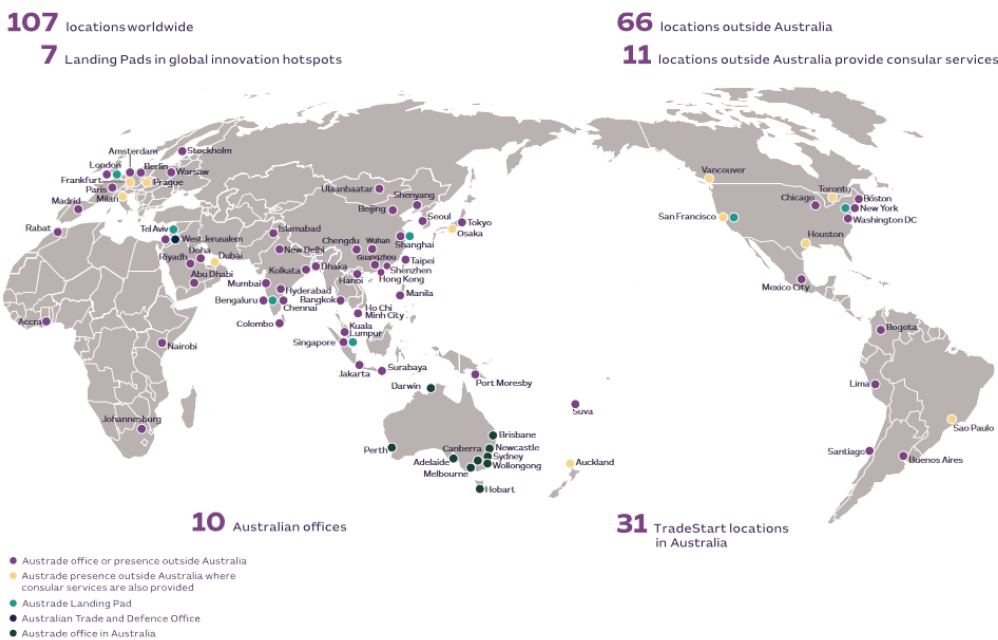 107 locations worldwide
7 Landing Pads in global innovation hotspots
66 locations outside Australia
11 locations outside Australia provide consular services
Stockholm
Amsterdam
London
Berlin
Warsaw
Frankfurt
Prague
Paris
Milan
Madrid
Rabat
Tel Aviv
West Jerusalem
Doha
Riyadh
Dubai
Abu Dhabi
Accra
Nairobi
Johannesburg
Ulaanbaatar
Shenyang
Beijing
Seoul
Tokyo
Osaka
Islamabad
Chengdu
Wuhan
Shanghai
New Delhi
Guangzhou
Taipei
Kolkata
Dhaka
Shenzhen
Hanoi
Hong Kong
Mumbai
Hyderabad
Manila
Bengaluru
Bangkok
Chennai
Ho Chi
Minh City
Colombo
Kuala
Lumpur
Singapore
Jakarta
Surabaya
Port Moresby
Darwin
Suva
Brisbane
Perth
Canberra
Newcastle
Sydney
Adelaide
Wollongong
Melbourne
Auckland
Hobart
Vancouver
Toronto
Chicago
Boston
New York
San Francisco
Washington DC
Houston
Mexico City
Bogota
Lima
Sao Paulo
Santiago
Buenos Aires
10 Australian offices
31 TradeStart locations
in Australia
Austrade office or presence outside Australia
Austrade presence outside Australia where
consular services are also provided
Austrade Landing Pad
Australian Trade and Defence Office
Austrade office in Australia